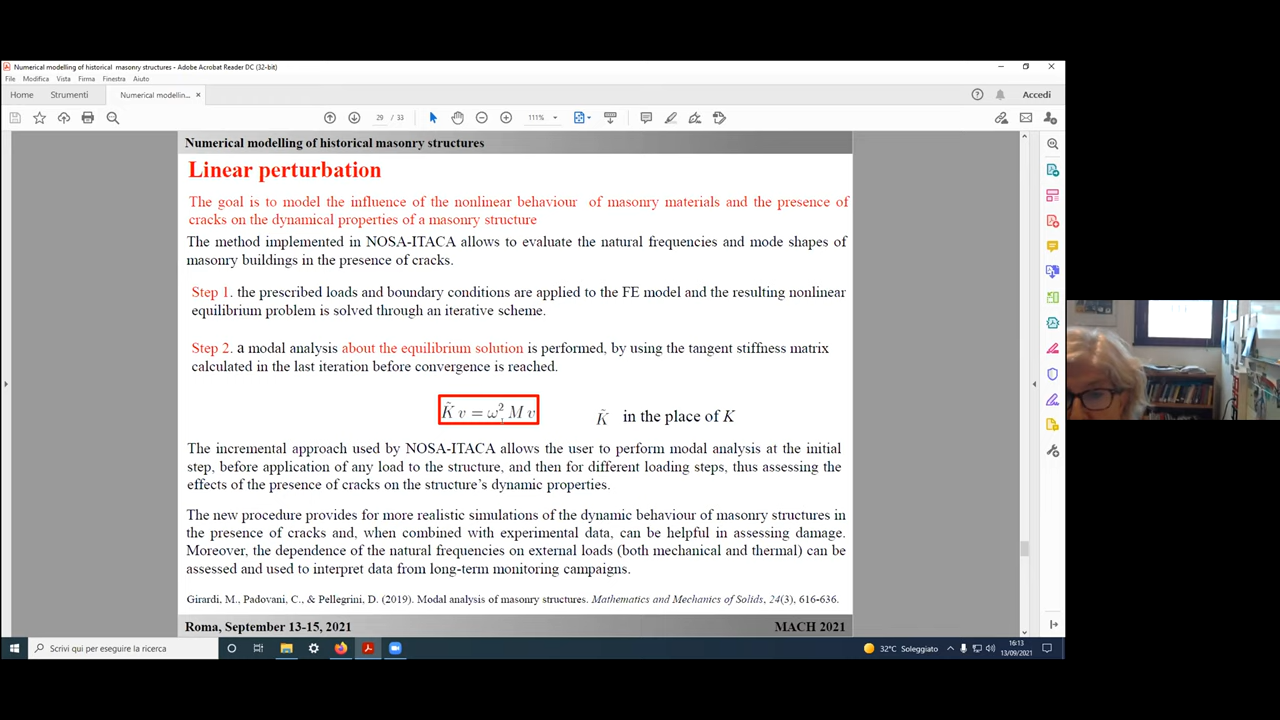 Numerical modelling of historical masonry structures - Adobe Acrobat Reader DC (32-bit)
File Modifica Vista Firma Finestra Aiuto
Home Strumenti Numerical modellin... Accedi
29 / 33 111%
Numerical modelling of historical masonry structures
Linear perturbation
The goal is to model the influence of the nonlinear behaviour of masonry materials and the presence of
cracks on the dynamical properties of a masonry structure
The method implemented in NOSA-ITACA allows to evaluate the natural frequencies and mode shapes of
masonry buildings in the presence of cracks.
Step 1. the prescribed loads and boundary conditions are applied to the FE model and the resulting nonlinear
equilibrium problem is solved through an iterative scheme.
Step 2. a modal analysis about the equilibrium solution is performed, by using the tangent stiffness matrix
calculated in the last iteration before convergence is reached.
K̃ v = ω² M v K̃ in the place of K
The incremental approach used by NOSA-ITACA allows the user to perform modal analysis at the initial
step, before application of any load to the structure, and then for different loading steps, thus assessing the
effects of the presence of cracks on the structure's dynamic properties.
The new procedure provides for more realistic simulations of the dynamic behaviour of masonry structures in
the presence of cracks and, when combined with experimental data, can be helpful in assessing damage.
Moreover, the dependence of the natural frequencies on external loads (both mechanical and thermal) can be
assessed and used to interpret data from long-term monitoring campaigns.
Girardi, M., Padovani, C., & Pellegrini, D. (2019). Modal analysis of masonry structures. Mathematics and Mechanics of Solids, 24(3), 616-636.
Roma, September 13-15, 2021 MACH 2021
Scrivi qui per eseguire la ricerca 32°C Soleggiato 16:13
13/09/2021